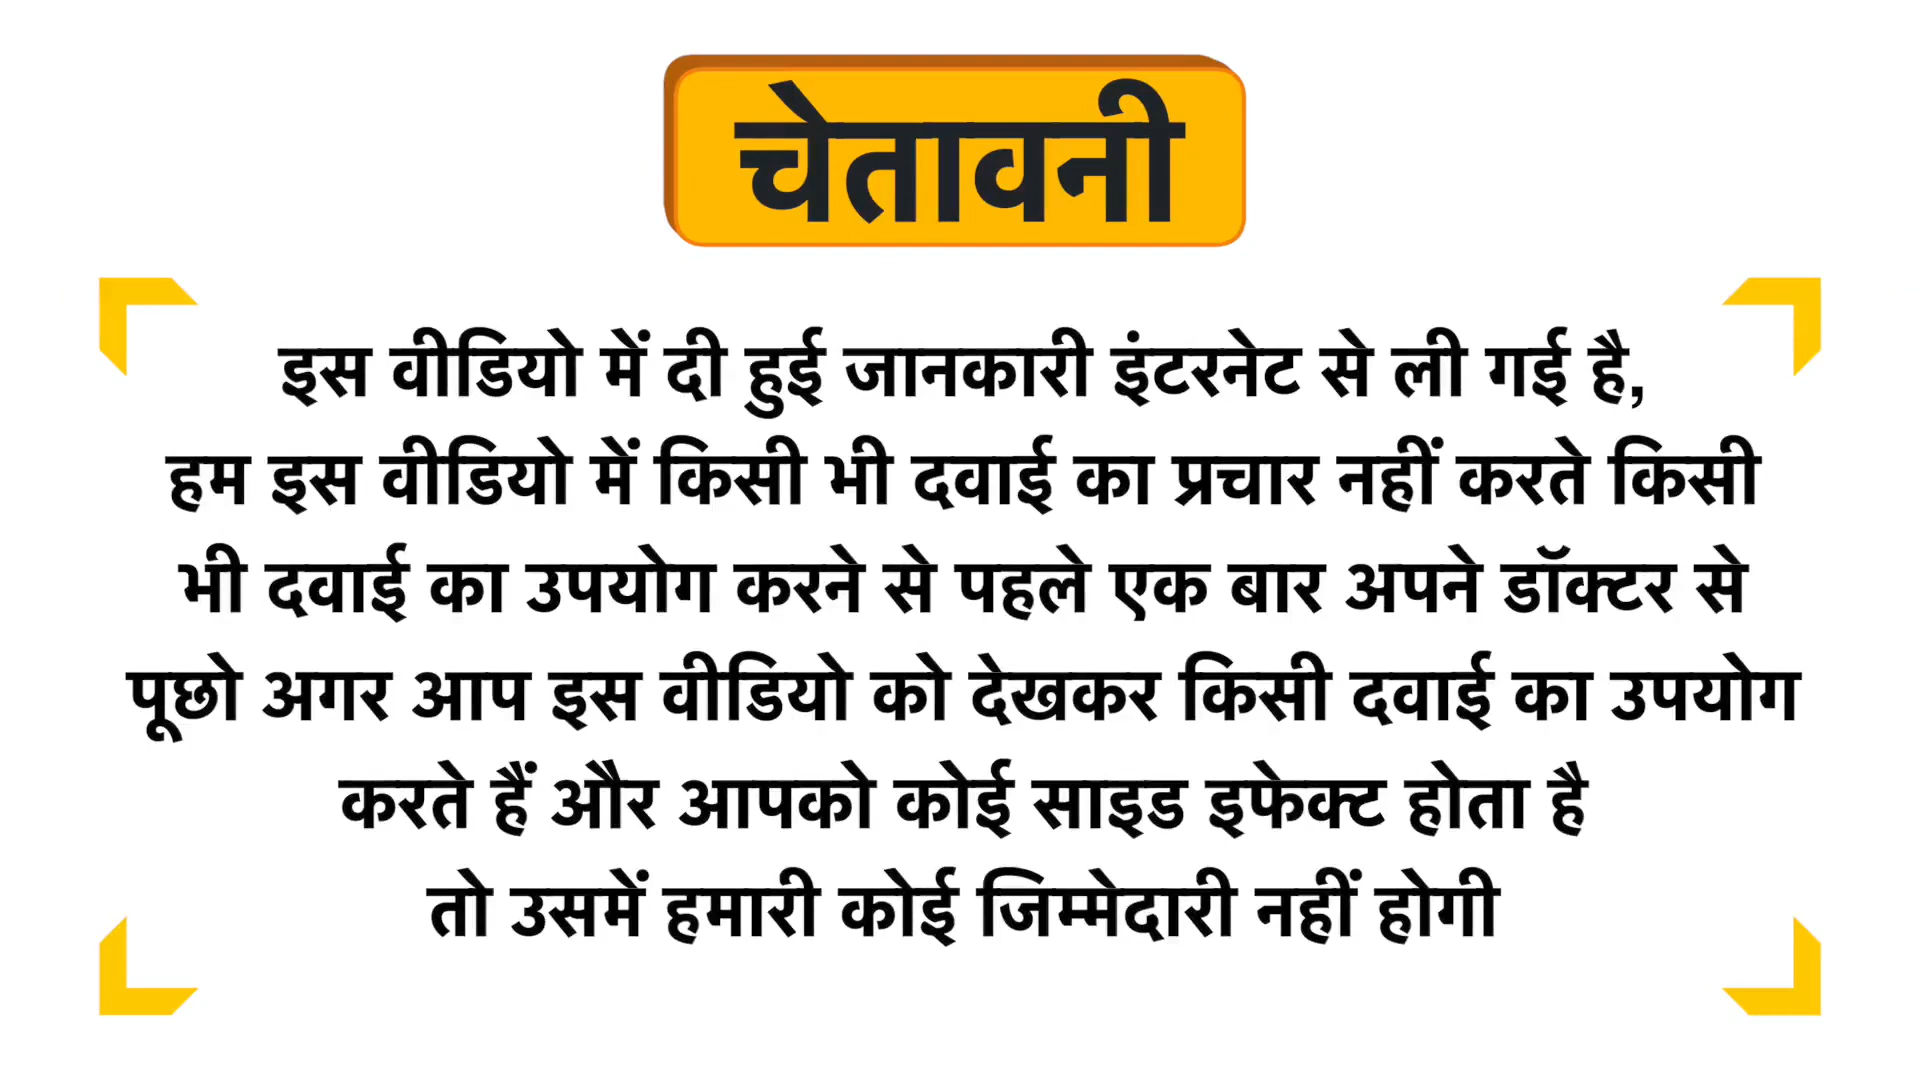 चेतावनी
इस वीडियो में दी हुई जानकारी इंटरनेट से ली गई है,
हम इस वीडियो में किसी भी दवाई का प्रचार नहीं करते किसी
भी दवाई का उपयोग करने से पहले एक बार अपने डॉक्टर से
पूछो अगर आप इस वीडियो को देखकर किसी दवाई का उपयोग
करते हैं और आपको कोई साइड इफेक्ट होता है
तो उसमें हमारी कोई जिम्मेदारी नहीं होगी